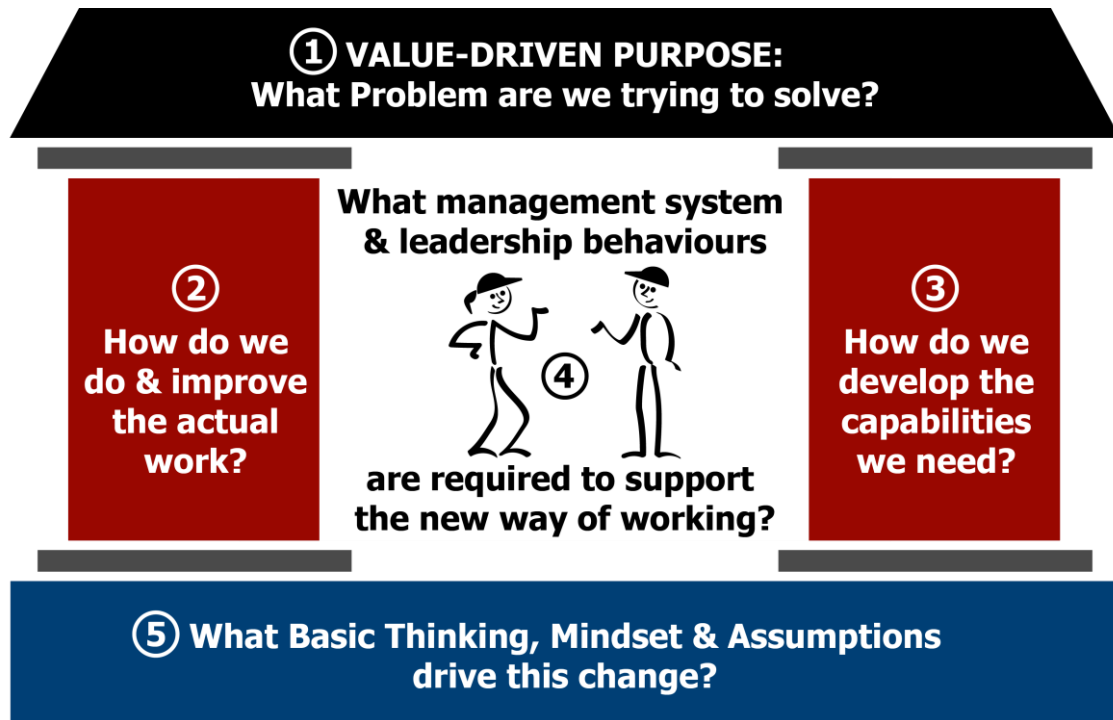 ① VALUE-DRIVEN PURPOSE:
What Problem are we trying to solve?
②
How do we
do & improve
the actual
work?
③
How do we
develop the
capabilities
we need?
What management system
& leadership behaviours
④
are required to support
the new way of working?
⑤ What Basic Thinking, Mindset & Assumptions
drive this change?